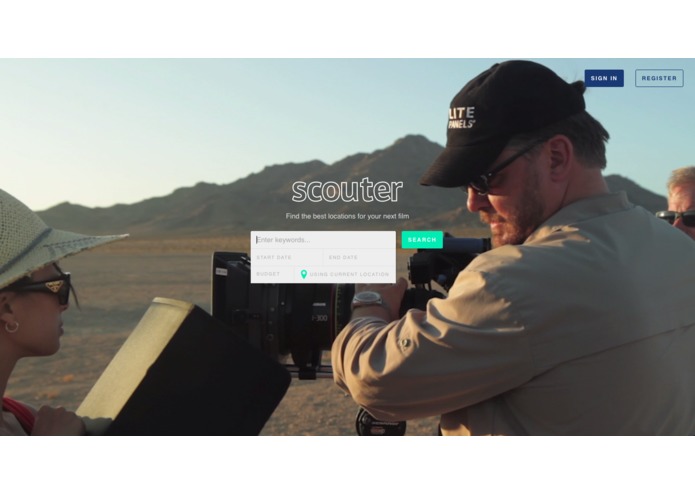 SIGN IN
REGISTER
LITE
PANELS
scouter
Find the best locations for your next film
Enter keywords...
SEARCH
START DATE
END DATE
BUDGET
USING CURRENT LOCATION